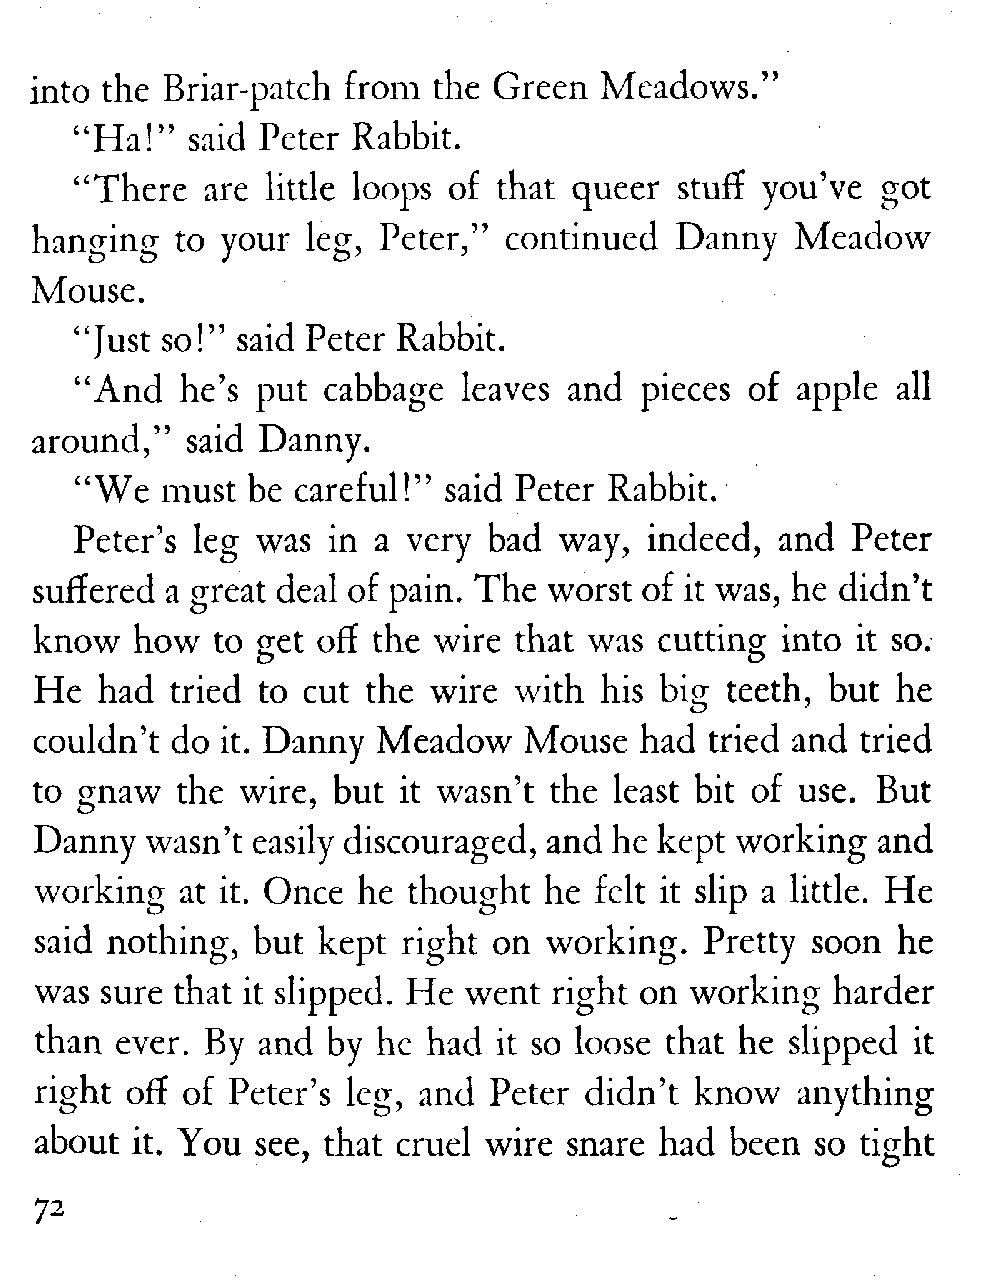 into the Briar-patch from the Green Meadows.”
“Ha!” said Peter Rabbit.
“There are little loops of that queer stuff you’ve got
hanging to your leg, Peter,” continued Danny Meadow
Mouse.
“Just so!” said Peter Rabbit.
“And he’s put cabbage leaves and pieces of apple all
around,” said Danny.
“We must be careful!” said Peter Rabbit.
Peter’s leg was in a very bad way, indeed, and Peter
suffered a great deal of pain. The worst of it was, he didn’t
know how to get off the wire that was cutting into it so.
He had tried to cut the wire with his big teeth, but he
couldn’t do it. Danny Meadow Mouse had tried and tried
to gnaw the wire, but it wasn’t the least bit of use. But
Danny wasn’t easily discouraged, and he kept working and
working at it. Once he thought he felt it slip a little. He
said nothing, but kept right on working. Pretty soon he
was sure that it slipped. He went right on working harder
than ever. By and by he had it so loose that he slipped it
right off of Peter’s leg, and Peter didn’t know anything
about it. You see, that cruel wire snare had been so tight
72